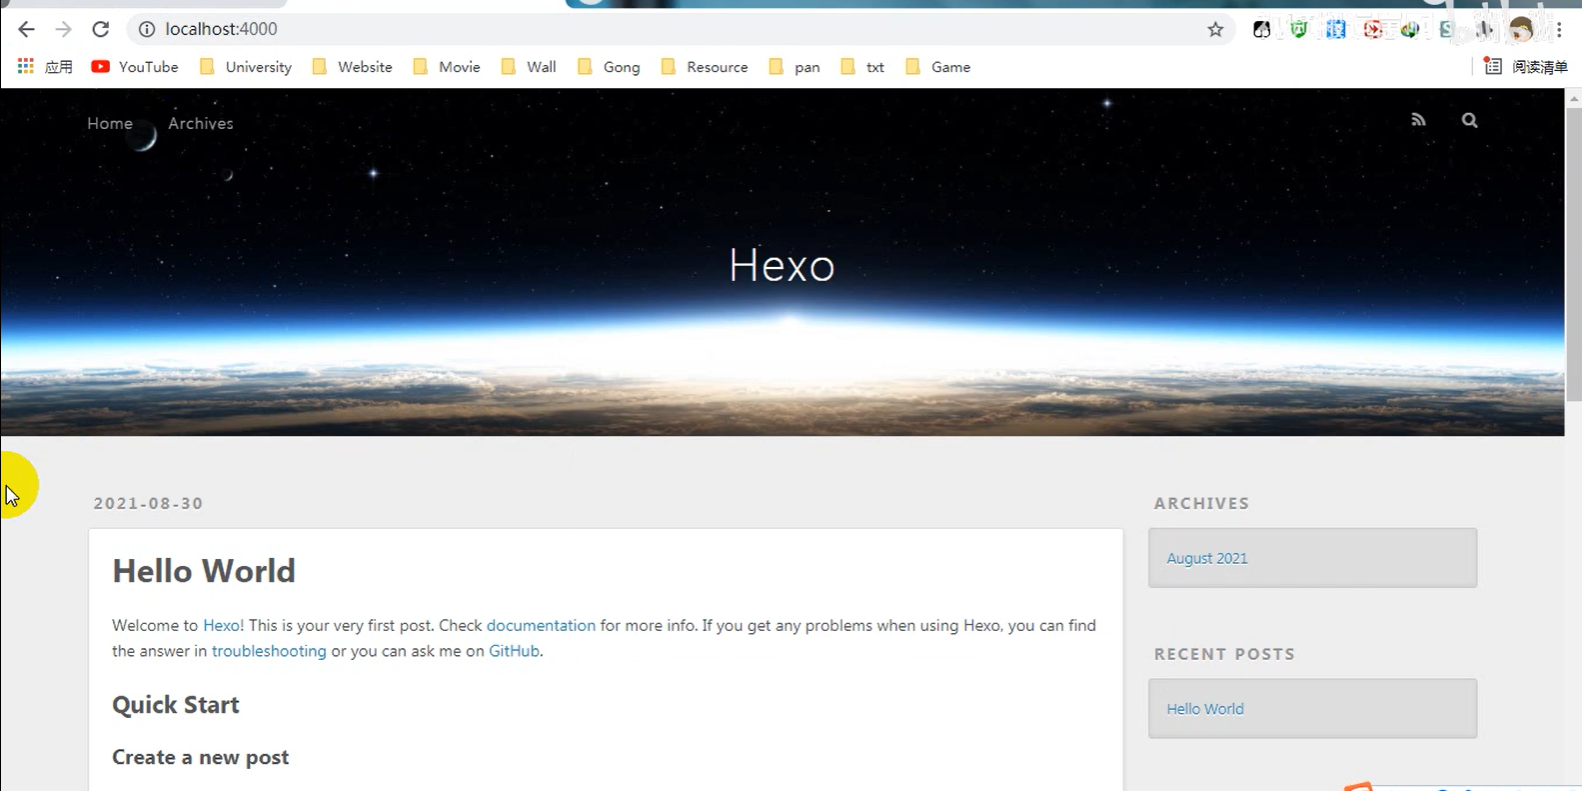 localhost:4000
应用 YouTube University Website Movie Wall Gong Resource pan txt Game 阅读清单
Home Archives
Hexo
2021-08-30
Hello World
Welcome to Hexo! This is your very first post. Check documentation for more info. If you get any problems when using Hexo, you can find
the answer in troubleshooting or you can ask me on GitHub.
Quick Start
Create a new post
ARCHIVES
August 2021
RECENT POSTS
Hello World